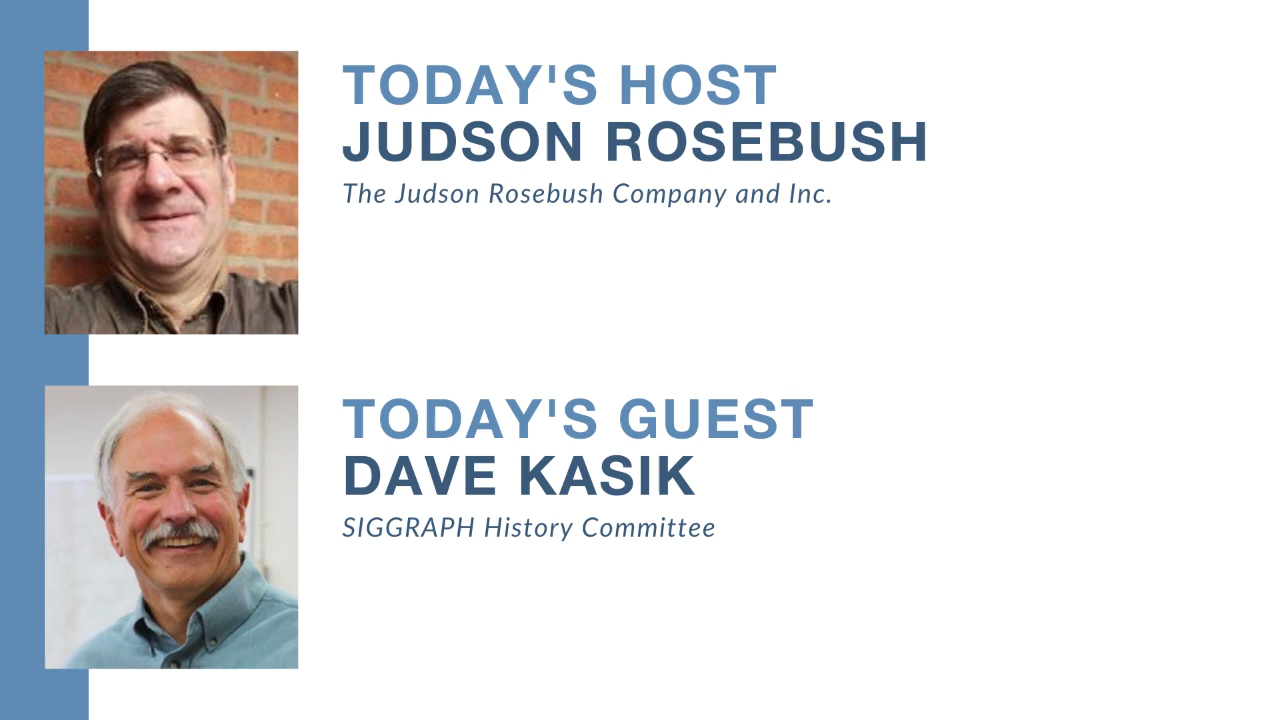 TODAY'S HOST
JUDSON ROSEBUSH
The Judson Rosebush Company and Inc.
TODAY'S GUEST
DAVE KASIK
SIGGRAPH History Committee